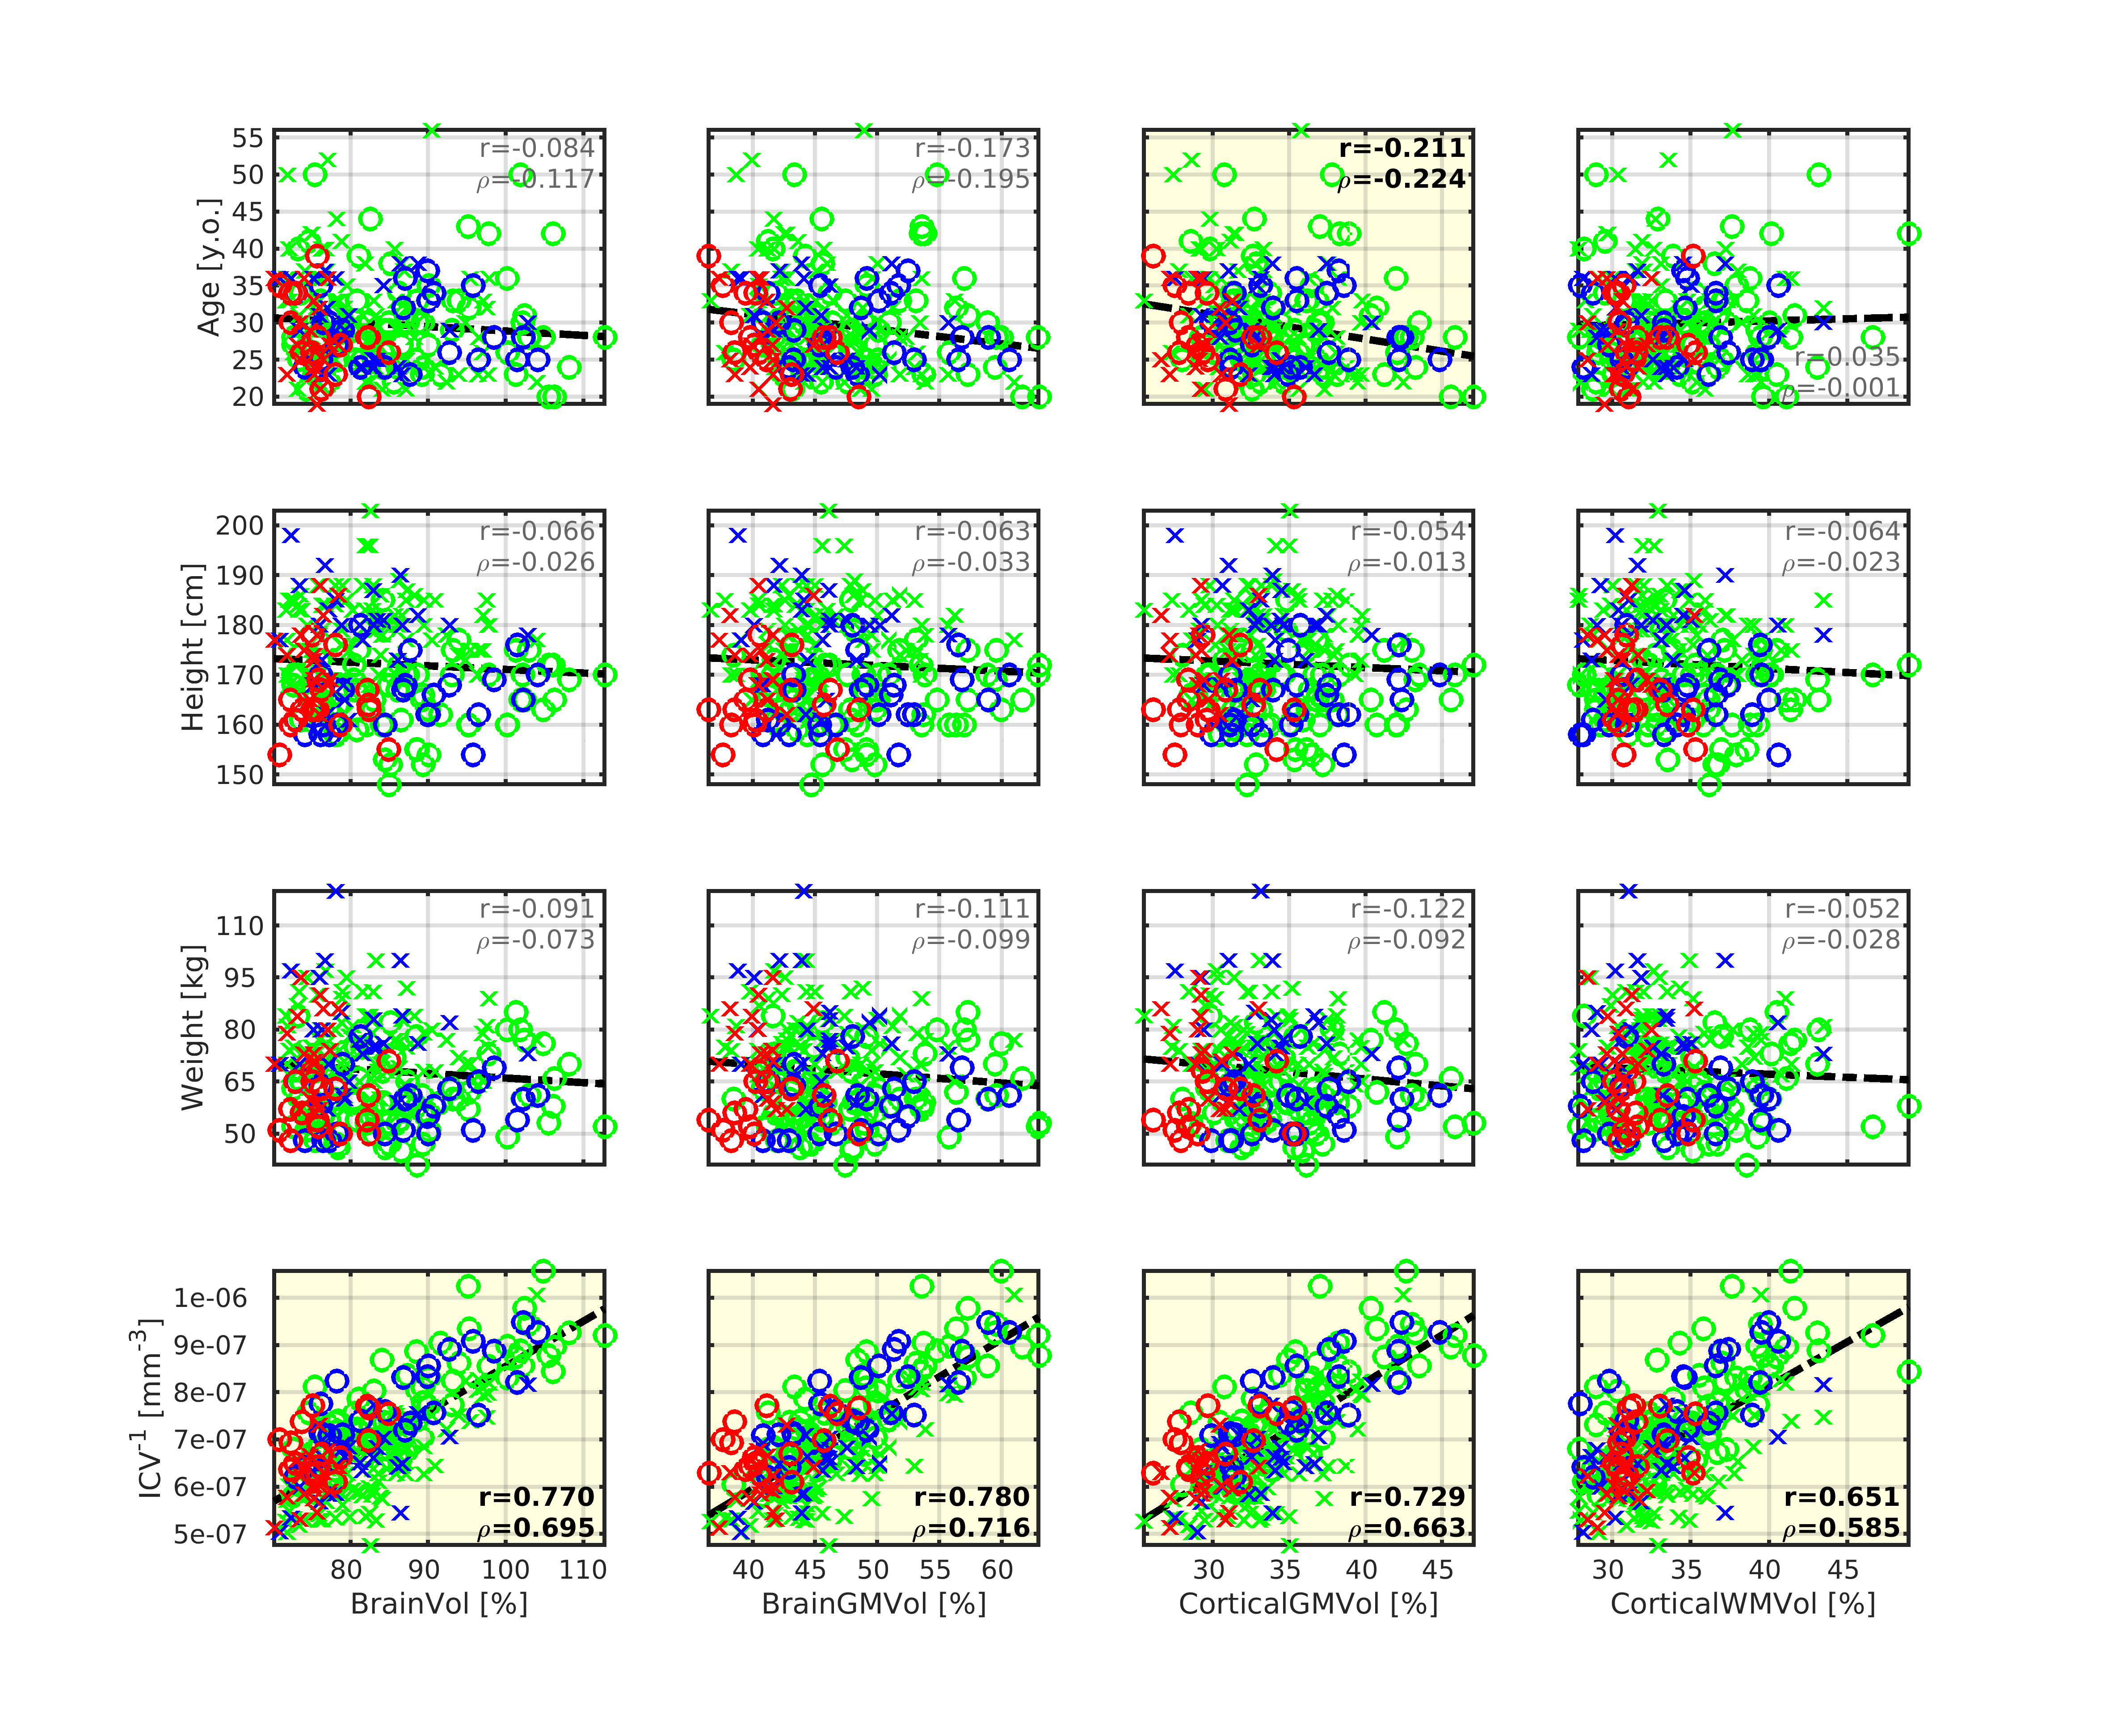 55
50
45
40
35
30
25
20
Age [y.o.]
r=-0.084
ρ=-0.117
r=-0.173
ρ=-0.195
r=-0.211
ρ=-0.224
r=0.035
ρ=-0.001
200
190
180
170
160
150
Height [cm]
r=-0.066
ρ=-0.026
r=-0.063
ρ=-0.033
r=-0.054
ρ=-0.013
r=-0.064
ρ=-0.023
110
95
80
65
50
Weight [kg]
r=-0.091
ρ=-0.073
r=-0.111
ρ=-0.099
r=-0.122
ρ=-0.092
r=-0.052
ρ=-0.028
1e-06
9e-07
8e-07
7e-07
6e-07
5e-07
ICV⁻¹ [mm⁻³]
r=0.770
ρ=0.695
r=0.780
ρ=0.716
r=0.729
ρ=0.663
r=0.651
ρ=0.585
80 90 100 110
40 45 50 55 60
30 35 40 45
30 35 40 45
BrainVol [%]
BrainGMVol [%]
CorticalGMVol [%]
CorticalWMVol [%]